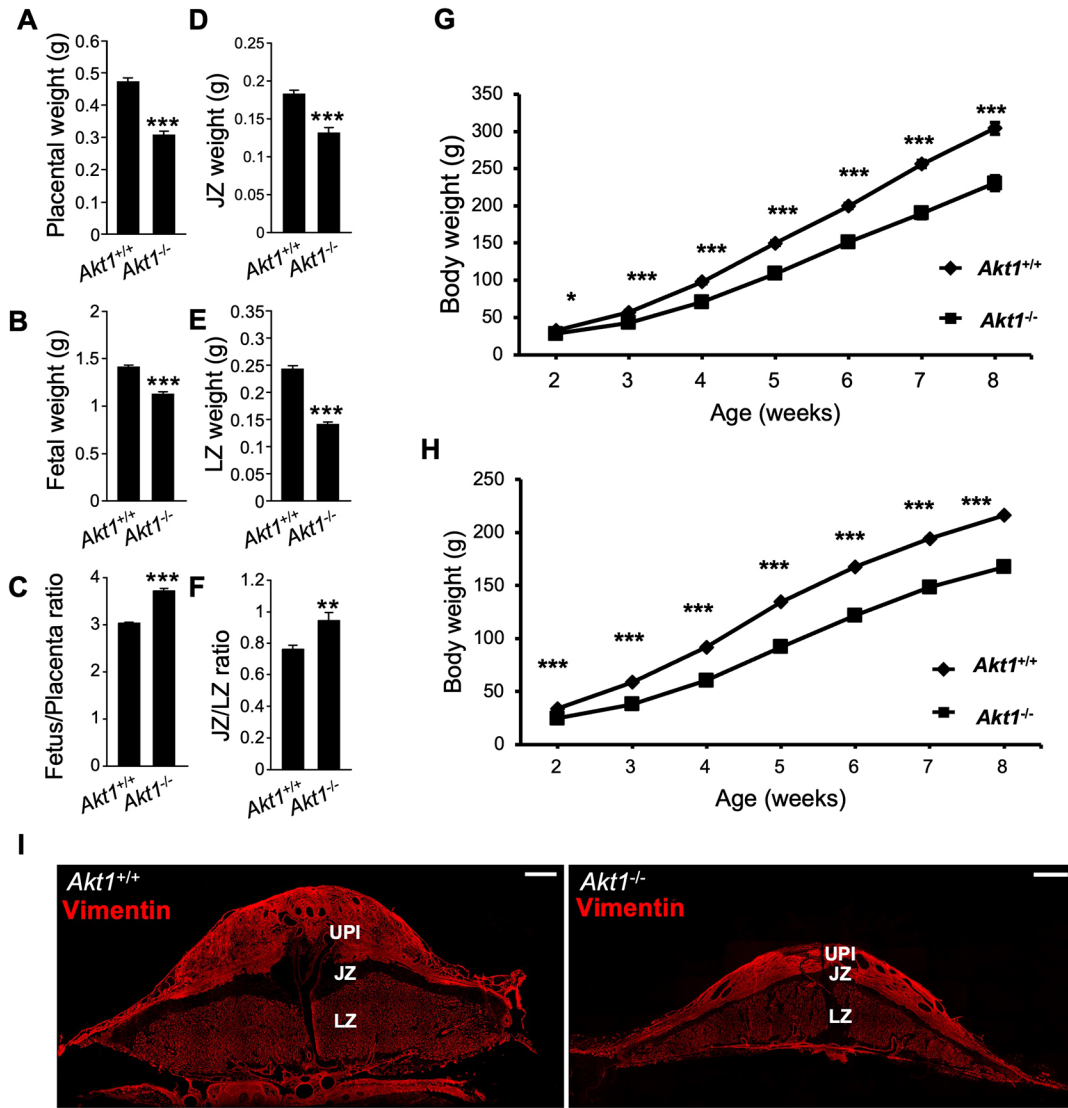 A
Placental weight (g)
0.6
0.5
0.4
0.3
0.2
0.1
0
***
Akt1+/+
Akt1-/-
D
JZ weight (g)
0.25
0.2
0.15
0.1
0.05
0
***
Akt1+/+
Akt1-/-
B
Fetal weight (g)
2
1.5
1
0.5
0
***
Akt1+/+
Akt1-/-
E
LZ weight (g)
0.35
0.3
0.25
0.2
0.15
0.1
0.05
0
***
Akt1+/+
Akt1-/-
C
Fetus/Placenta ratio
4
3
2
1
0
***
Akt1+/+
Akt1-/-
F
JZ/LZ ratio
1.2
1
0.8
0.6
0.4
0.2
0
**
Akt1+/+
Akt1-/-
G
Body weight (g)
350
300
250
200
150
100
50
0
* *** *** *** *** *** ***
Akt1+/+
Akt1-/-
2 3 4 5 6 7 8
Age (weeks)
H
Body weight (g)
250
200
150
100
50
0
*** *** *** *** *** *** ***
Akt1+/+
Akt1-/-
2 3 4 5 6 7 8
Age (weeks)
I
Akt1+/+
Vimentin
UPI
JZ
LZ
Akt1-/-
Vimentin
UPI
JZ
LZ